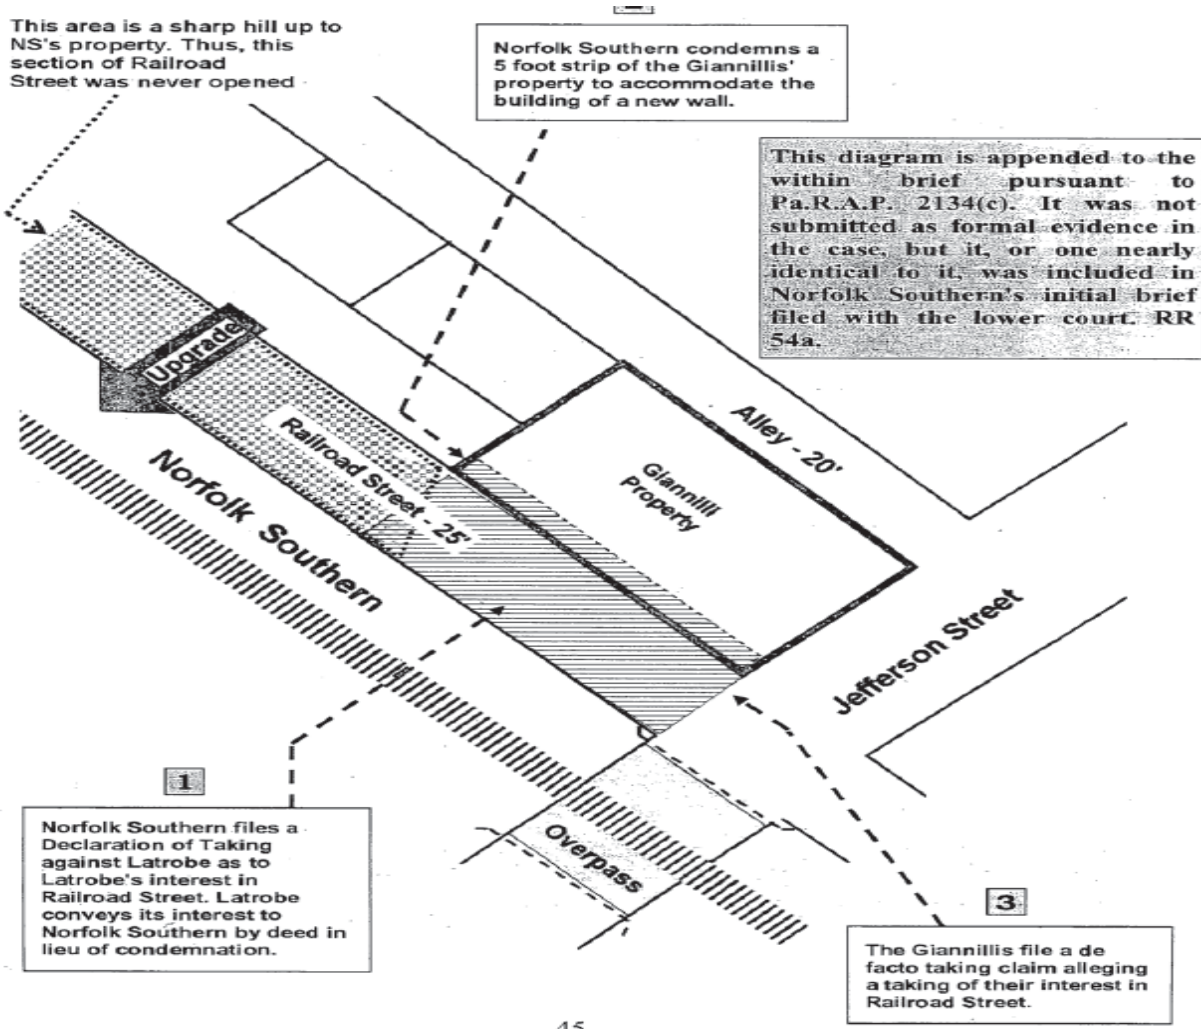 This area is a sharp hill up to
NS's property. Thus, this
section of Railroad
Street was never opened
2
Norfolk Southern condemns a
5 foot strip of the Giannillis'
property to accommodate the
building of a new wall.
This diagram is appended to the
within brief pursuant to
Pa.R.A.P. 2134(c). It was not
submitted as formal evidence in
the case, but it, or one nearly
identical to it, was included in
Norfolk Southern's initial brief
filed with the lower court. RR
54a.
Upgrade
Alley - 20'
Railroad Street - 25'
Giannilli
Property
Norfolk Southern
Jefferson Street
1
Norfolk Southern files a
Declaration of Taking
against Latrobe as to
Latrobe's interest in
Railroad Street. Latrobe
conveys its interest to
Norfolk Southern by deed in
lieu of condemnation.
Overpass
3
The Giannillis file a de
facto taking claim alleging
a taking of their interest in
Railroad Street.
45